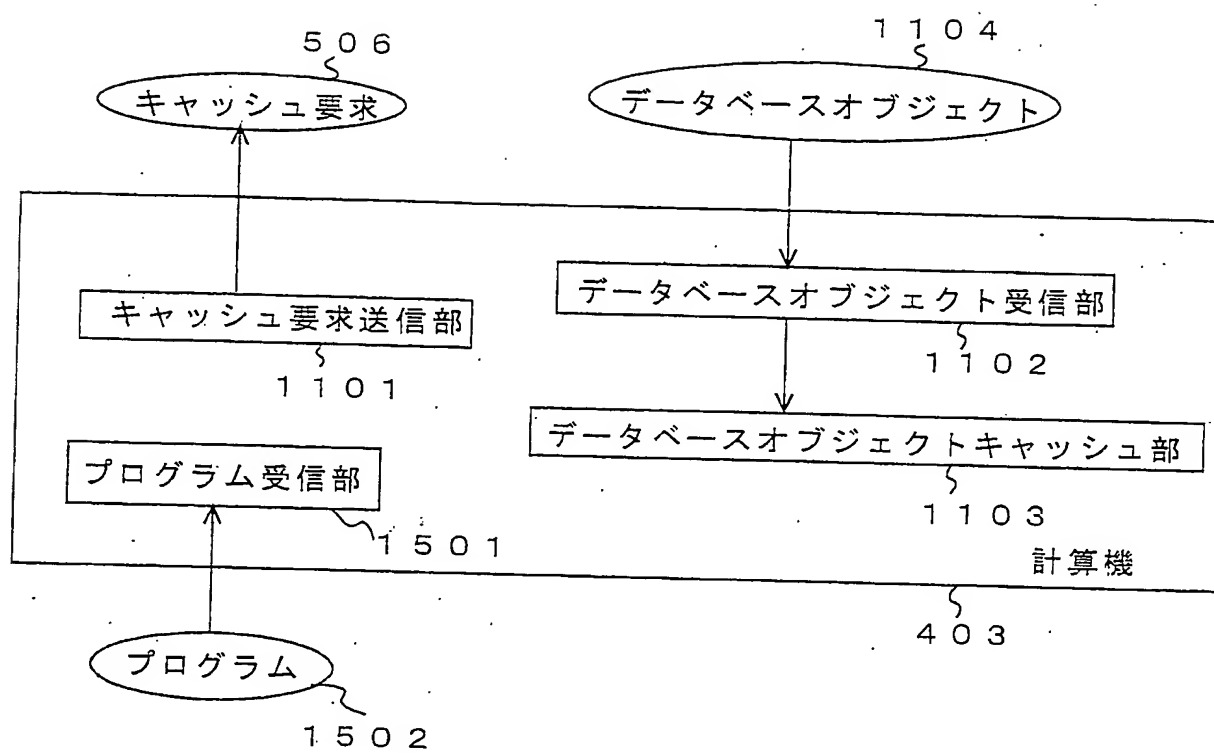 506
キャッシュ要求
1104
データベースオブジェクト
キャッシュ要求送信部
1101
データベースオブジェクト受信部
1102
プログラム受信部
1501
データベースオブジェクトキャッシュ部
1103
計算機
403
プログラム
1502